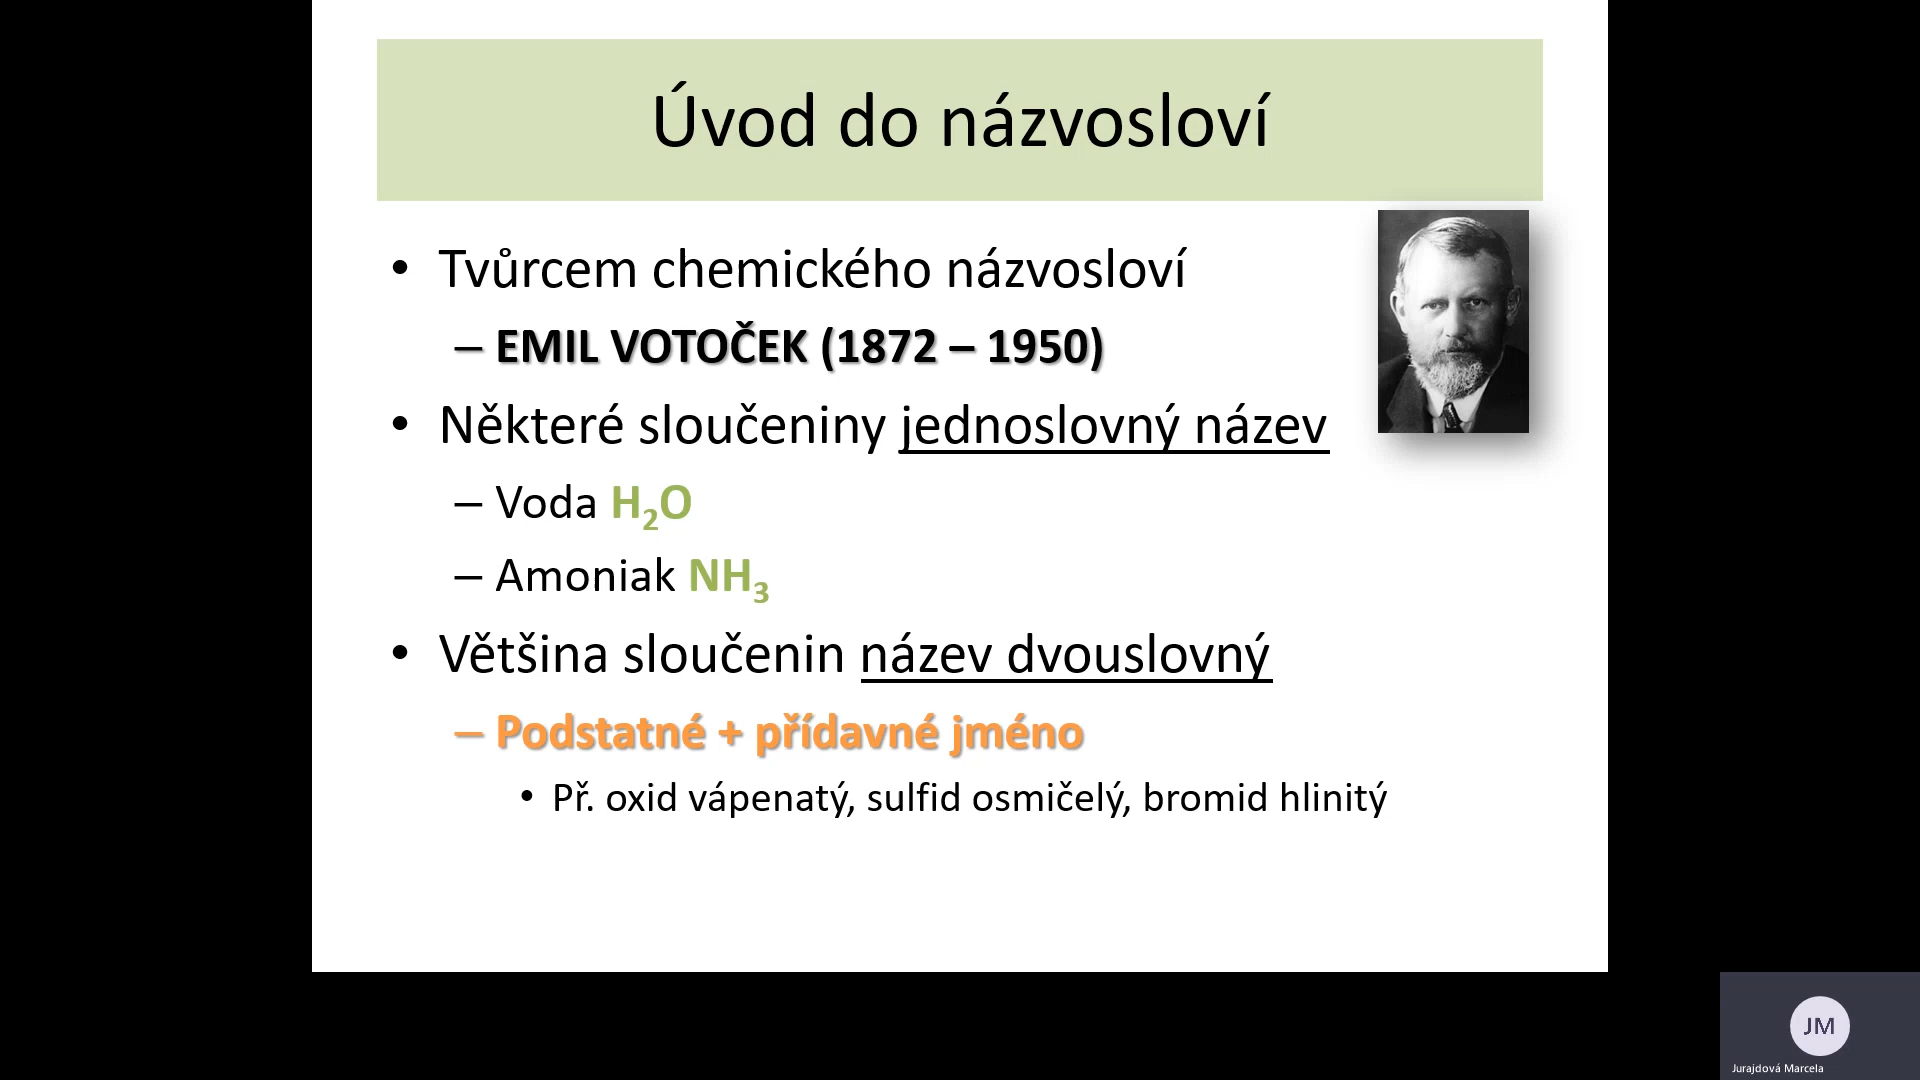 Úvod do názvosloví
• Tvůrcem chemického názvosloví
– EMIL VOTOČEK (1872 – 1950)
• Některé sloučeniny jednoslovný název
– Voda H₂O
– Amoniak NH₃
• Většina sloučenin název dvouslovný
– Podstatné + přídavné jméno
• Př. oxid vápenatý, sulfid osmičelý, bromid hlinitý
JM
Jurajdová Marcela